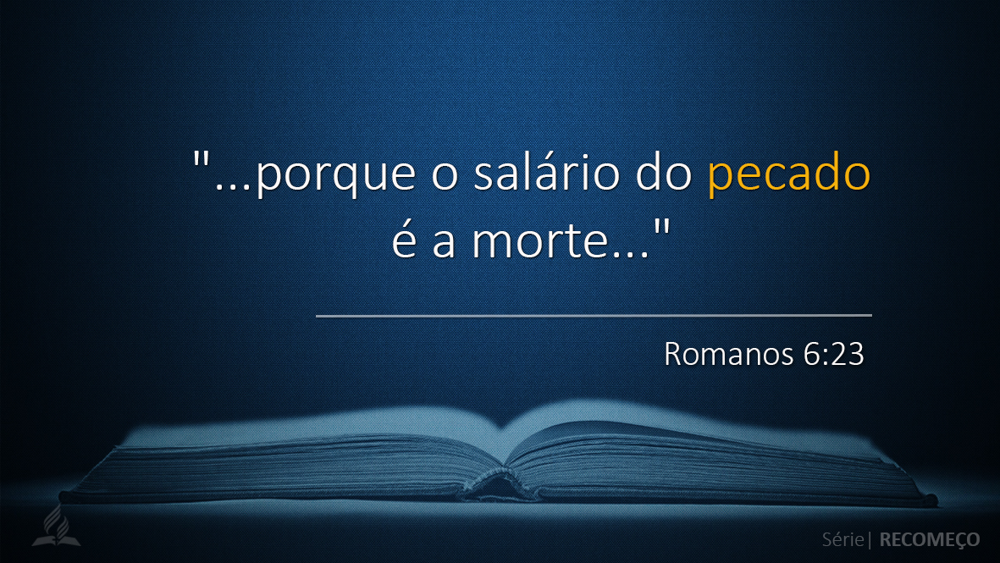 "...porque o salário do pecado
é a morte..."
Romanos 6:23
Série| RECOMEÇO